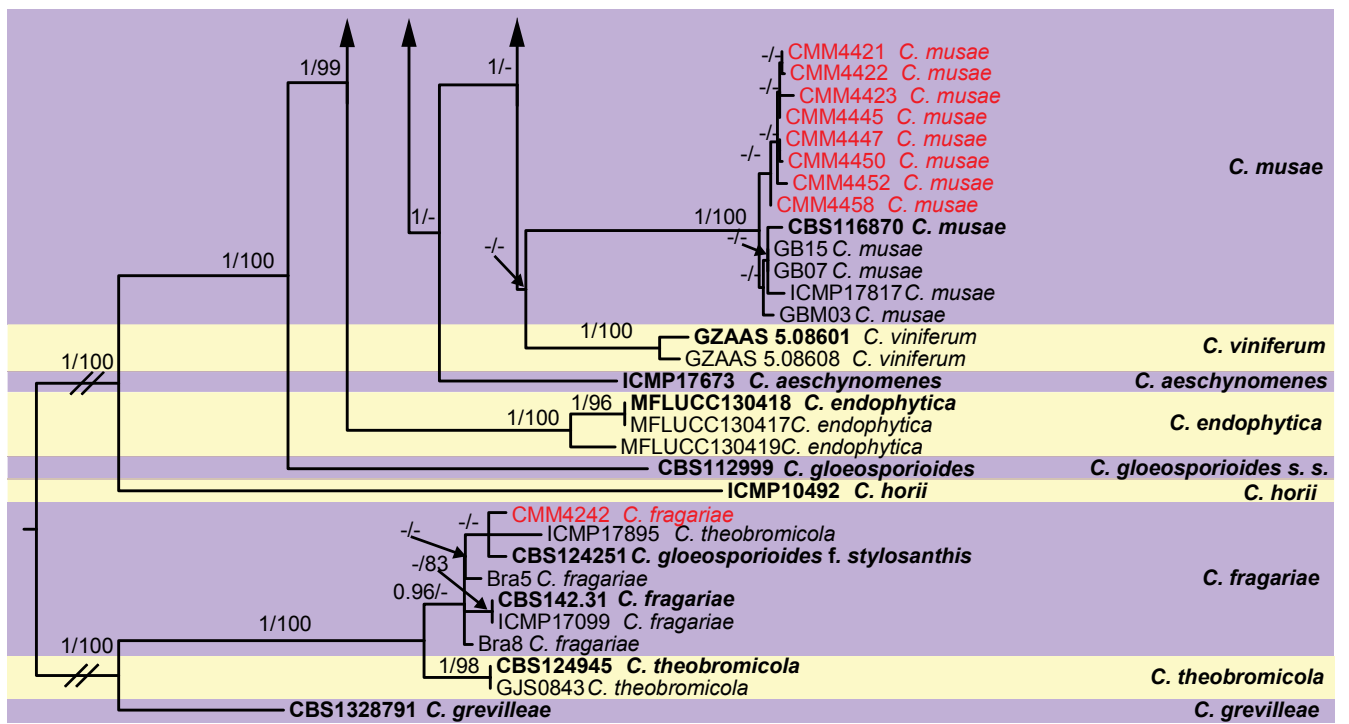 1/99
1/-
-/-
CMM4421 C. musae
CMM4422 C. musae
-/-
CMM4423 C. musae
CMM4445 C. musae
-/-
CMM4447 C. musae
-/-
CMM4450 C. musae
C. musae
CMM4452 C. musae
CMM4458 C. musae
1/-
1/100
CBS116870 C. musae
-/-
-/-
GB15 C. musae
1/100
-/-
GB07 C. musae
ICMP17817 C. musae
GBM03 C. musae
1/100
GZAAS 5.08601 C. viniferum
C. viniferum
GZAAS 5.08608 C. viniferum
1/100
ICMP17673 C. aeschynomenes
C. aeschynomenes
1/96
MFLUCC130418 C. endophytica
1/100
MFLUCC130417 C. endophytica
C. endophytica
MFLUCC130419 C. endophytica
CBS112999 C. gloeosporioides
C. gloeosporioides s. s.
ICMP10492 C. horii
C. horii
CMM4242 C. fragariae
-/-
-/-
ICMP17895 C. theobromicola
CBS124251 C. gloeosporioides f. stylosanthis
-/83
Bra5 C. fragariae
C. fragariae
0.96/-
CBS142.31 C. fragariae
ICMP17099 C. fragariae
1/100
1/100
Bra8 C. fragariae
1/98
CBS124945 C. theobromicola
C. theobromicola
GJS0843 C. theobromicola
CBS1328791 C. grevilleae
C. grevilleae